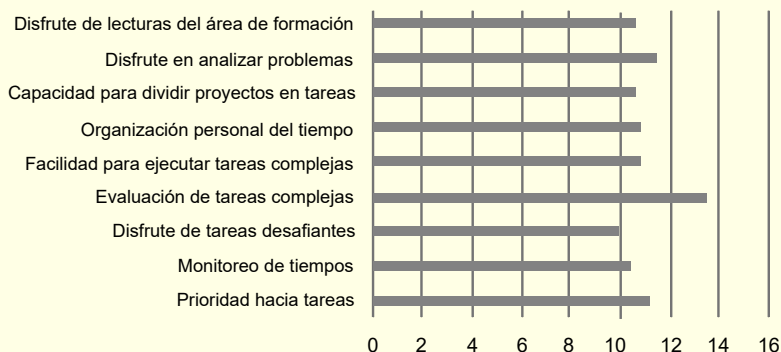 Disfrute de lecturas del área de formación
Disfrute en analizar problemas
Capacidad para dividir proyectos en tareas
Organización personal del tiempo
Facilidad para ejecutar tareas complejas
Evaluación de tareas complejas
Disfrute de tareas desafiantes
Monitoreo de tiempos
Prioridad hacia tareas
0 2 4 6 8 10 12 14 16